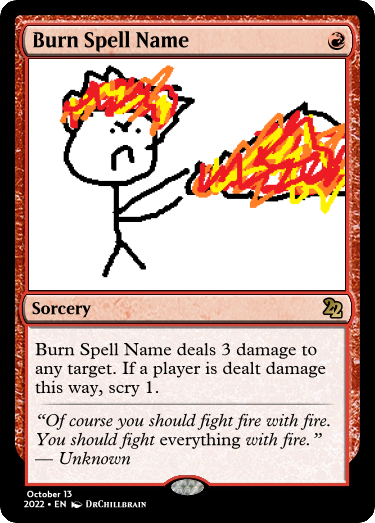 Burn Spell Name
Sorcery
22
Burn Spell Name deals 3 damage to
any target. If a player is dealt damage
this way, scry 1.
“Of course you should fight fire with fire.
You should fight everything with fire.”
— Unknown
October 13
2022 • EN DrChillbrain